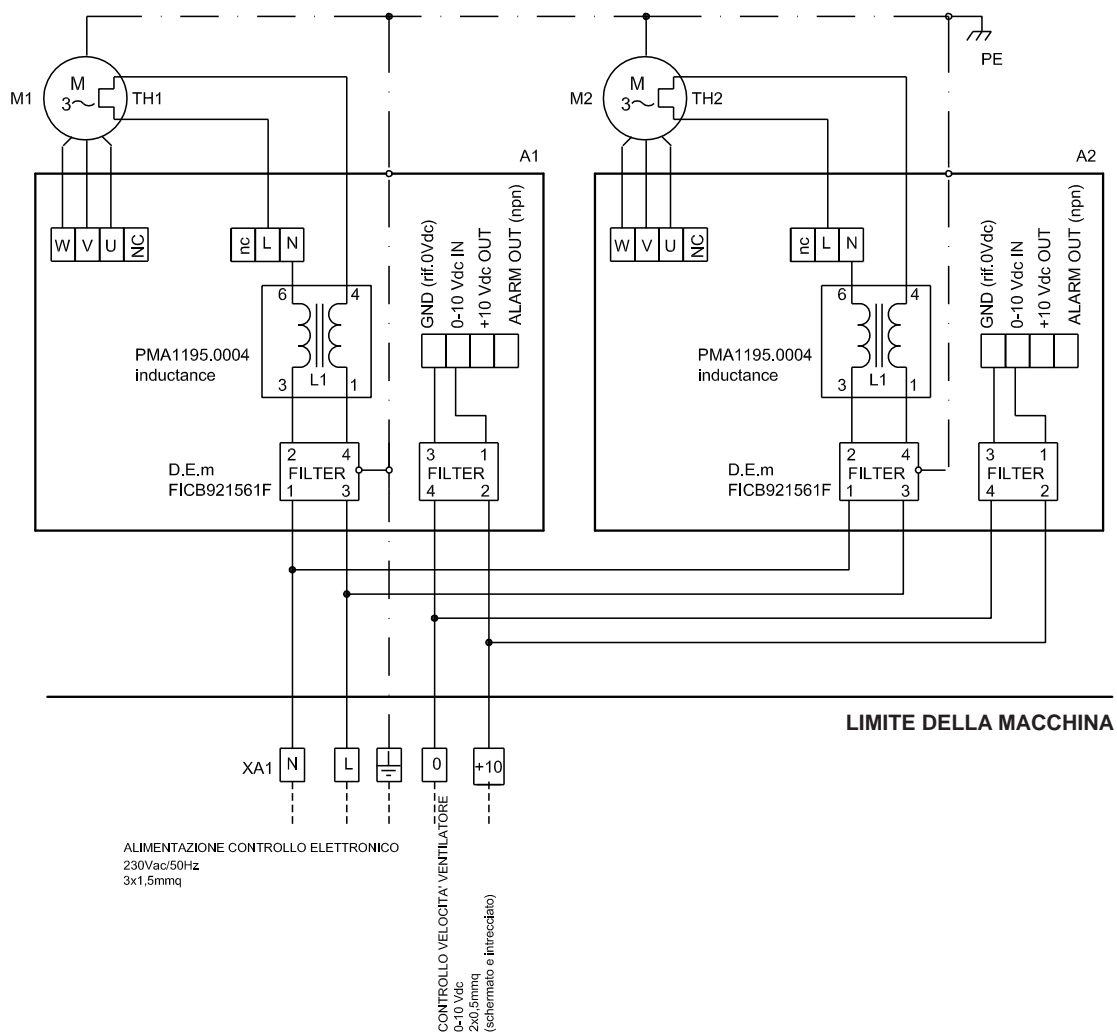 PE
M1
M
3
TH1
M2
M
3
TH2
A1
A2
W V U NC
nc L N
GND (rif.0Vdc)
0-10 Vdc IN
+10 Vdc OUT
ALARM OUT (npn)
6 4
PMA1195.0004
inductance
L1
3 1
D.E.m
FICB921561F
2 4
FILTER
1 3
3 1
FILTER
4 2
W V U NC
nc L N
GND (rif.0Vdc)
0-10 Vdc IN
+10 Vdc OUT
ALARM OUT (npn)
6 4
PMA1195.0004
inductance
L1
3 1
D.E.m
FICB921561F
2 4
FILTER
1 3
3 1
FILTER
4 2
LIMITE DELLA MACCHINA
XA1 N L 0 +10
ALIMENTAZIONE CONTROLLO ELETTRONICO
230Vac/50Hz
3x1,5mmq
CONTROLLO VELOCITA' VENTILATORE
0-10 Vdc
2x0,5mmq
(schermato e intrecciato)